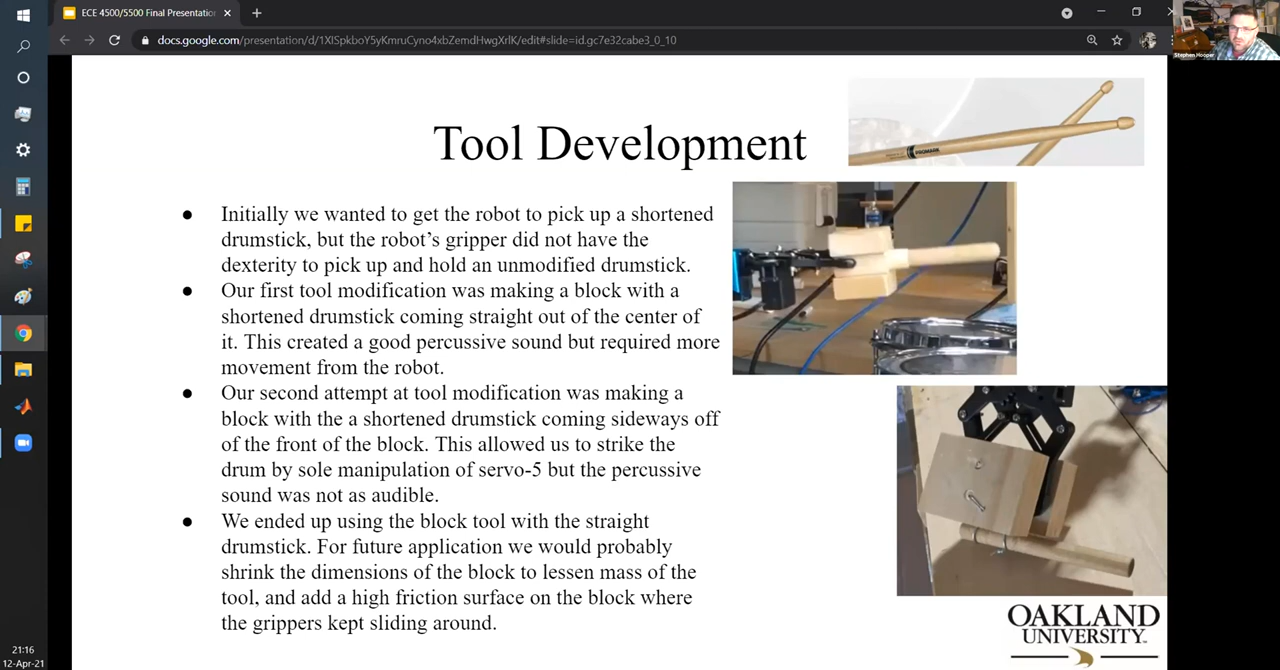 ECE 4500/5500 Final Presentation
docs.google.com/presentation/d/1XlSpkboY5yKmruCyno4xbZemdHwgXrlK/edit#slide=id.gc7e32cabe3_0_10
Stephen Hooper
Tool Development
PROMARK
● Initially we wanted to get the robot to pick up a shortened
drumstick, but the robot’s gripper did not have the
dexterity to pick up and hold an unmodified drumstick.
● Our first tool modification was making a block with a
shortened drumstick coming straight out of the center of
it. This created a good percussive sound but required more
movement from the robot.
● Our second attempt at tool modification was making a
block with the a shortened drumstick coming sideways off
of the front of the block. This allowed us to strike the
drum by sole manipulation of servo-5 but the percussive
sound was not as audible.
● We ended up using the block tool with the straight
drumstick. For future application we would probably
shrink the dimensions of the block to lessen mass of the
tool, and add a high friction surface on the block where
the grippers kept sliding around.
OAKLAND
UNIVERSITY
21:16
12-Apr-21